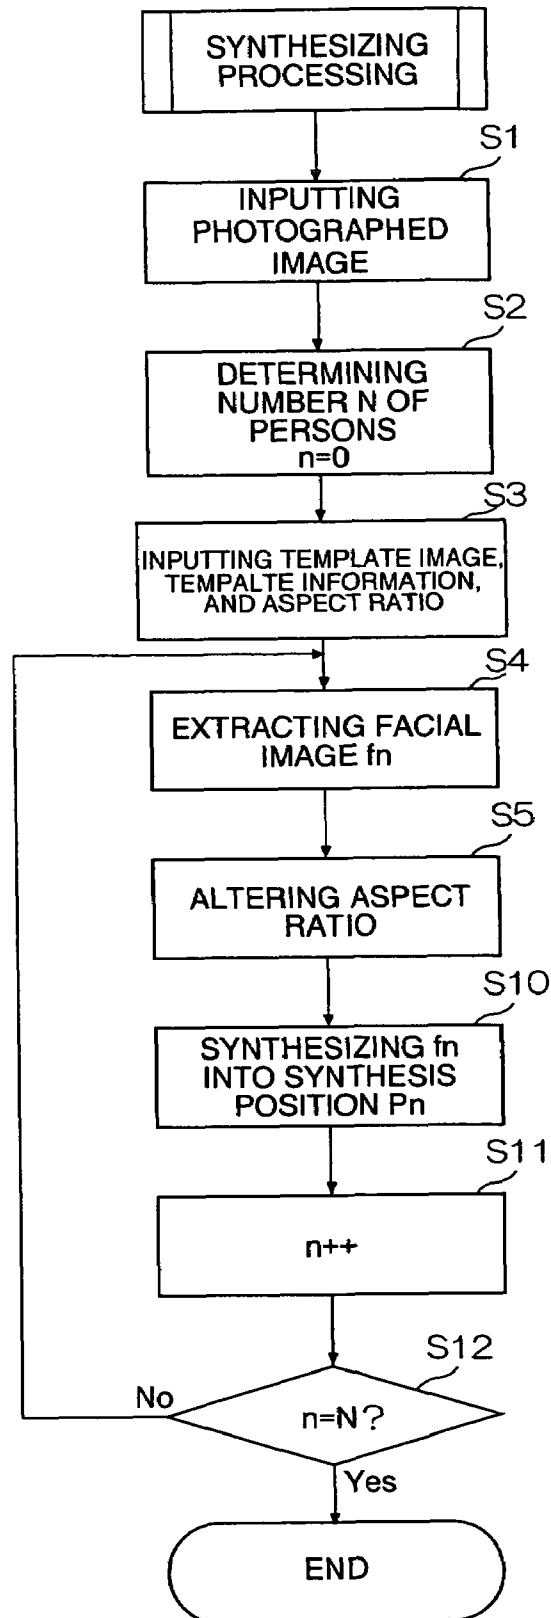 SYNTHESIZING
PROCESSING
S1
INPUTTING
PHOTOGRAPHED
IMAGE
S2
DETERMINING
NUMBER N OF
PERSONS
n=0
S3
INPUTTING TEMPLATE IMAGE,
TEMPALTE INFORMATION,
AND ASPECT RATIO
S4
EXTRACTING FACIAL
IMAGE fn
S5
ALTERING ASPECT
RATIO
S10
SYNTHESIZING fn
INTO SYNTHESIS
POSITION Pn
S11
n++
S12
No
n=N?
Yes
END